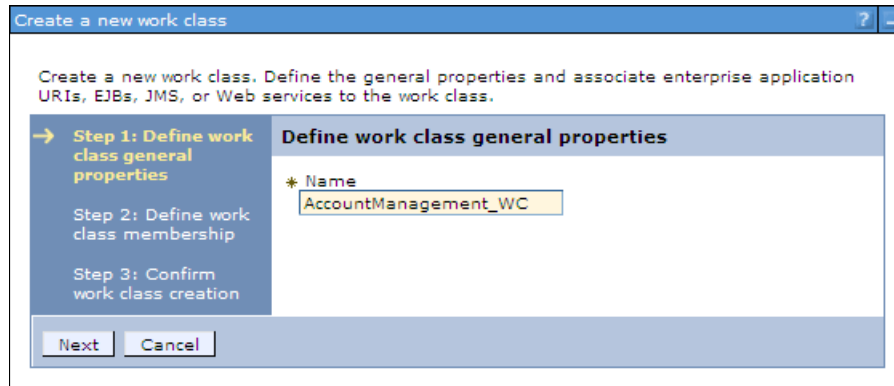 Create a new work class
?
Create a new work class. Define the general properties and associate enterprise application
URIs, EJBs, JMS, or Web services to the work class.
Step 1: Define work
class general
properties
Step 2: Define work
class membership
Step 3: Confirm
work class creation
Define work class general properties
* Name
AccountManagement_WC
Next
Cancel